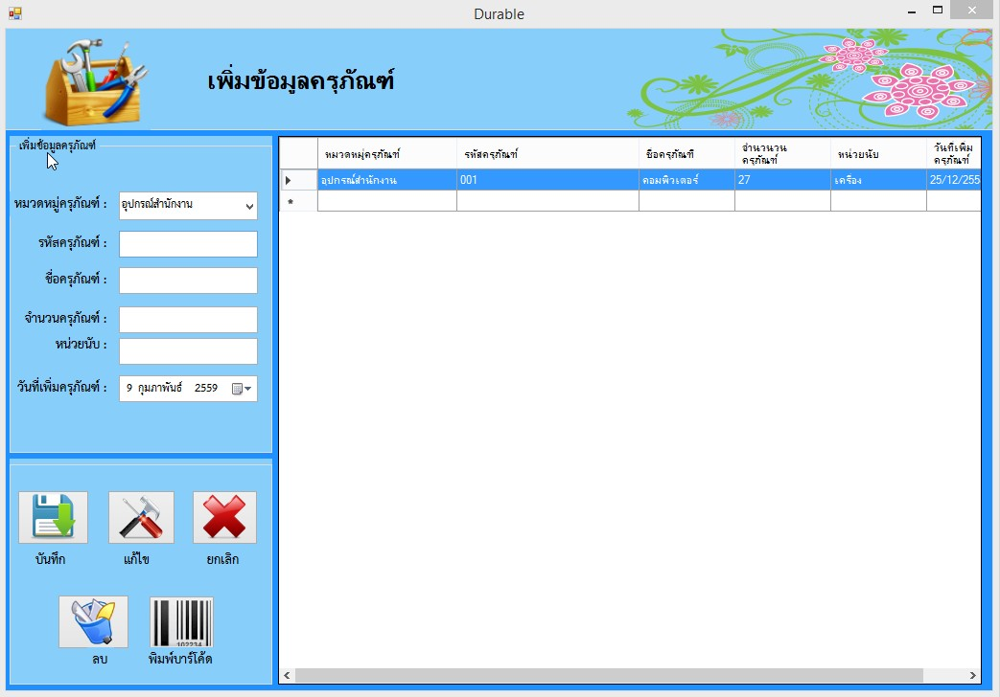 Durable
เพิ่มข้อมูลครุภัณฑ์
เพิ่มข้อมูลครุภัณฑ์
หมวดหมู่ครุภัณฑ์ : อุปกรณ์สำนักงาน
รหัสครุภัณฑ์ :
ชื่อครุภัณฑ์ :
จำนวนครุภัณฑ์ :
หน่วยนับ :
วันที่เพิ่มครุภัณฑ์ : 9 กุมภาพันธ์ 2559
บันทึก แก้ไข ยกเลิก
102234
ลบ พิมพ์บาร์โค้ด
หมวดหมู่ครุภัณฑ์ รหัสครุภัณฑ์ ชื่อครุภัณฑ์ จำนวนวน ครุภัณฑ์ หน่วยนับ วันที่เพิ่ม ครุภัณฑ์
อุปกรณ์สำนักงาน 001 คอมพิวเตอร์ 27 เครื่อง 25/12/255